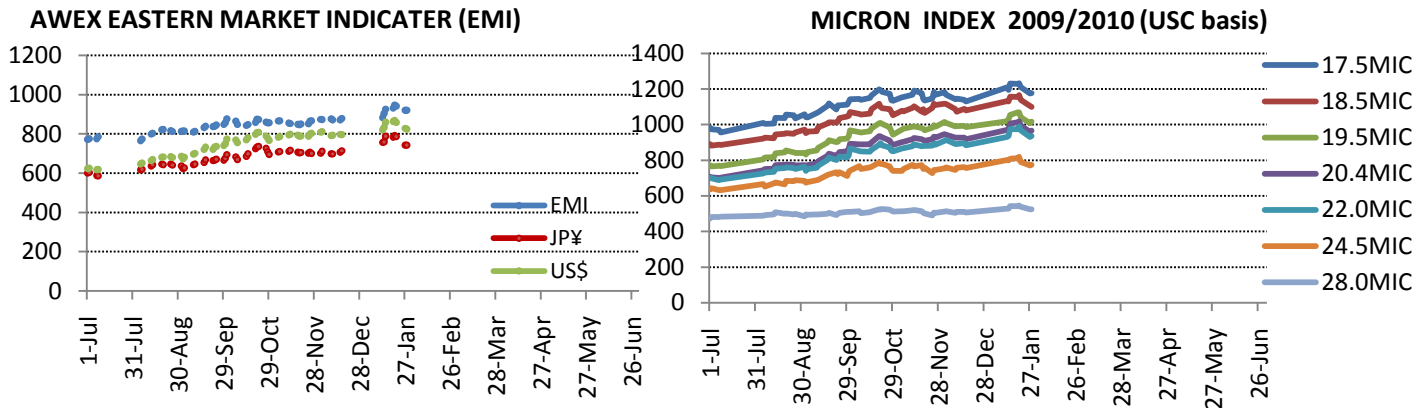 AWEX EASTERN MARKET INDICATER (EMI)
1200
1000
800
600
400
200
0
1-Jul
31-Jul
30-Aug
29-Sep
29-Oct
28-Nov
28-Dec
27-Jan
26-Feb
28-Mar
27-Apr
27-May
26-Jun
EMI
JP¥
US$
MICRON INDEX 2009/2010 (USC basis)
1400
1200
1000
800
600
400
200
0
1-Jul
31-Jul
30-Aug
29-Sep
29-Oct
28-Nov
28-Dec
27-Jan
26-Feb
28-Mar
27-Apr
27-May
26-Jun
17.5MIC
18.5MIC
19.5MIC
20.4MIC
22.0MIC
24.5MIC
28.0MIC